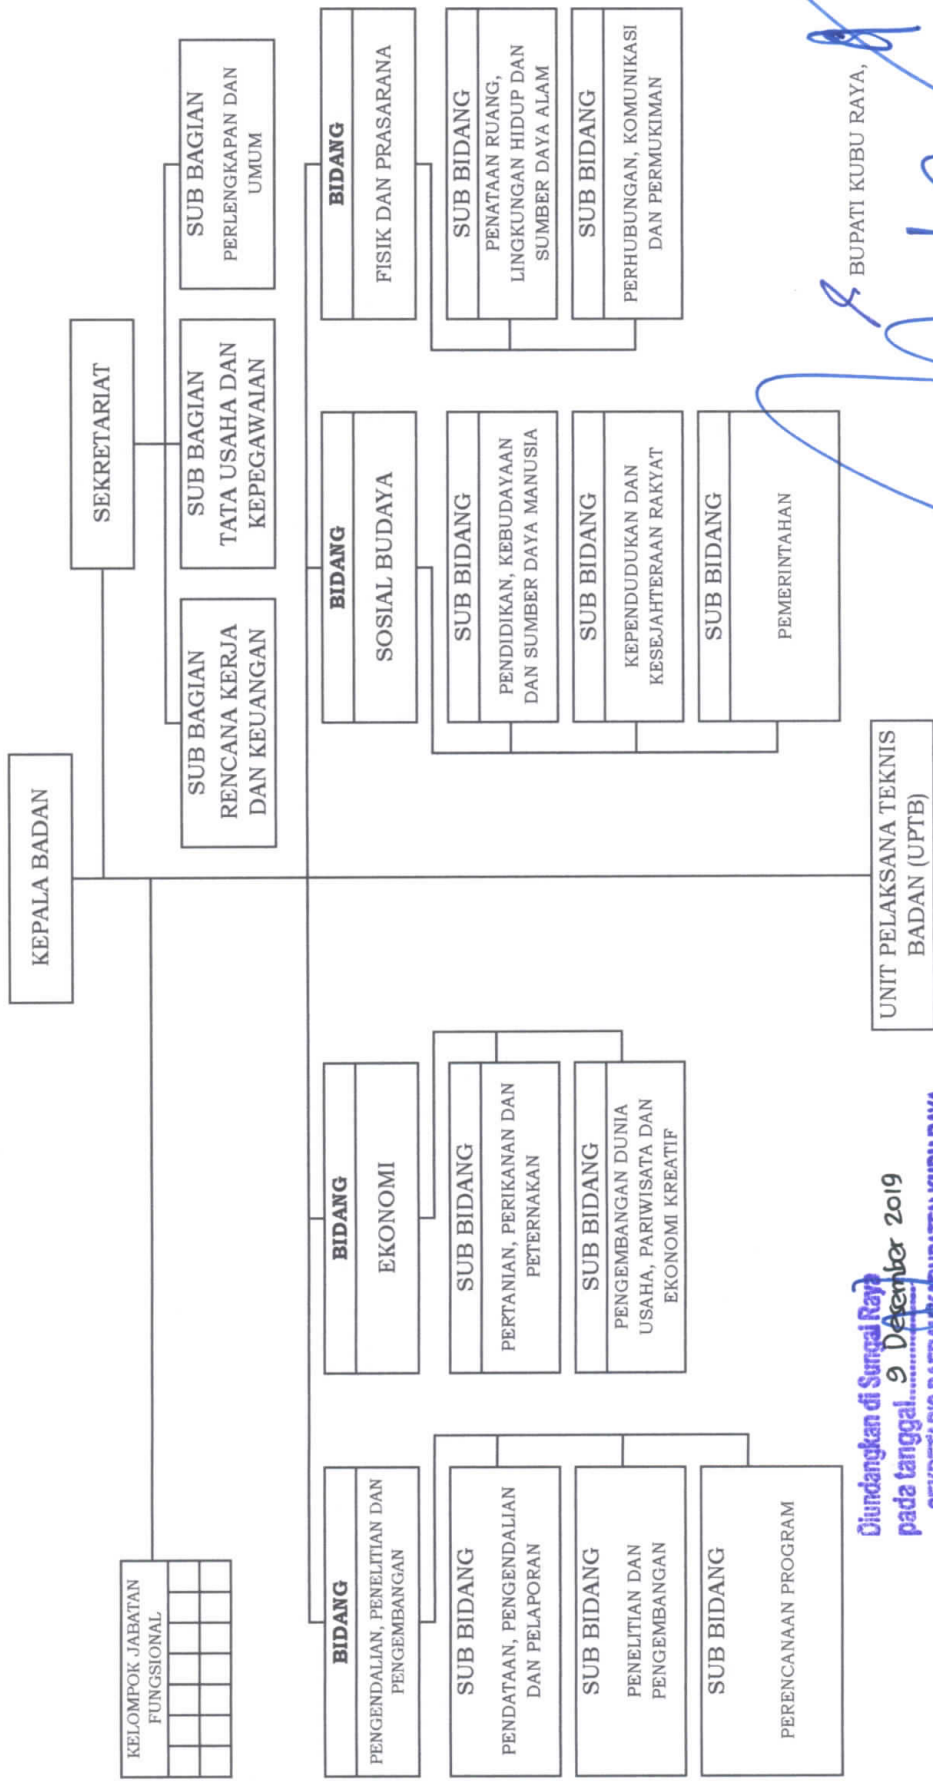 KEPALA BADAN
SEKRETARIAT
KELOMPOK JABATAN
FUNGSIONAL
SUB BAGIAN
RENCANA KERJA
DAN KEUANGAN
SUB BAGIAN
TATA USAHA DAN
KEPEGAWAIAN
SUB BAGIAN
PERLENGKAPAN DAN
UMUM
BIDANG
PENGENDALIAN, PENELITIAN DAN
PENGEMBANGAN
SUB BIDANG
PENDATAAN, PENGENDALIAN
DAN PELAPORAN
SUB BIDANG
PENELITIAN DAN
PENGEMBANGAN
SUB BIDANG
PERENCANAAN PROGRAM
BIDANG
EKONOMI
SUB BIDANG
PERTANIAN, PERIKANAN DAN
PETERNAKAN
SUB BIDANG
PENGEMBANGAN DUNIA
USAHA, PARIWISATA DAN
EKONOMI KREATIF
BIDANG
SOSIAL BUDAYA
SUB BIDANG
PENDIDIKAN, KEBUDAYAAN
DAN SUMBER DAYA MANUSIA
SUB BIDANG
KEPENDUDUKAN DAN
KESEJAHTERAAN RAKYAT
SUB BIDANG
PEMERINTAHAN
BIDANG
FISIK DAN PRASARANA
SUB BIDANG
PENATAAN RUANG,
LINGKUNGAN HIDUP DAN
SUMBER DAYA ALAM
SUB BIDANG
PERHUBUNGAN, KOMUNIKASI
DAN PERMUKIMAN
UNIT PELAKSANA TEKNIS
BADAN (UPTB)
BUPATI KUBU RAYA,
Diundangkan di Sungai Raya
pada tanggal 9 Desember 2019
SEKRETARIS DAERAH KABUPATEN KUBU RAYA